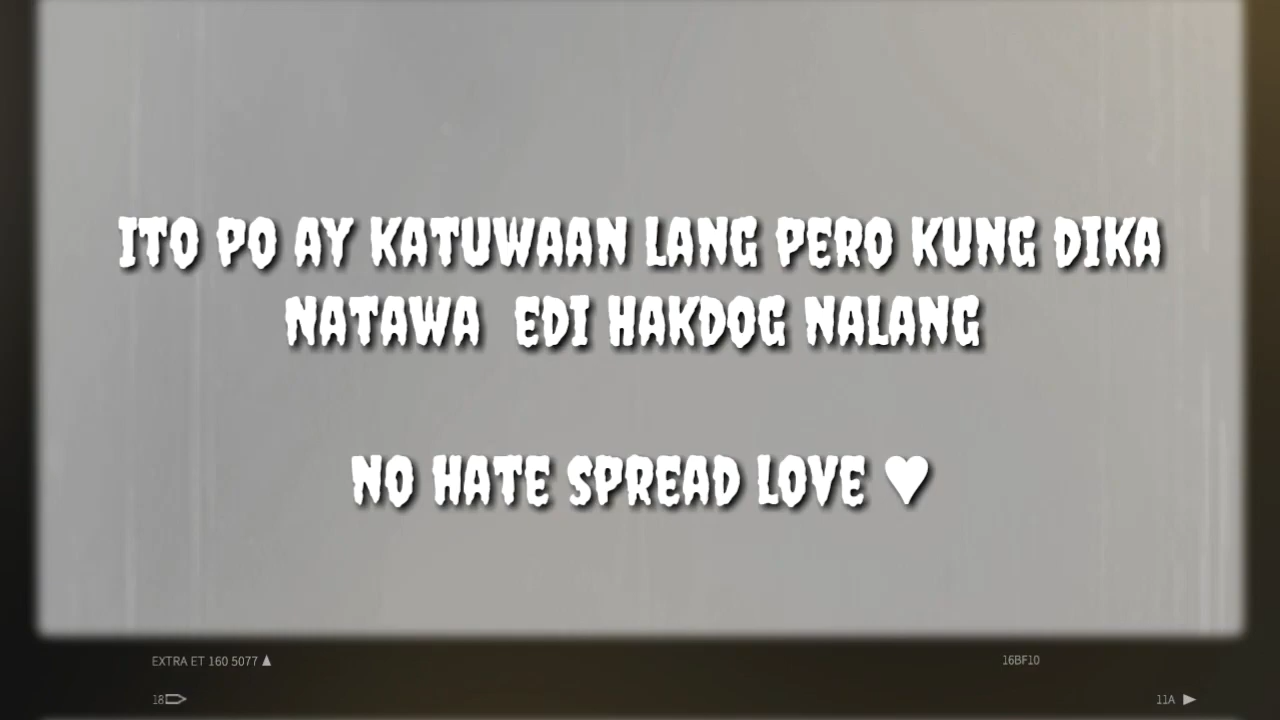 ITO PO AY KATUWAAN LANG PERO KUNG DIKA
NATAWA EDI HAKDOG NALANG
NO HATE SPREAD LOVE ♥
EXTRA ET 160 5077 ▲
16BF10
18
11A ▶